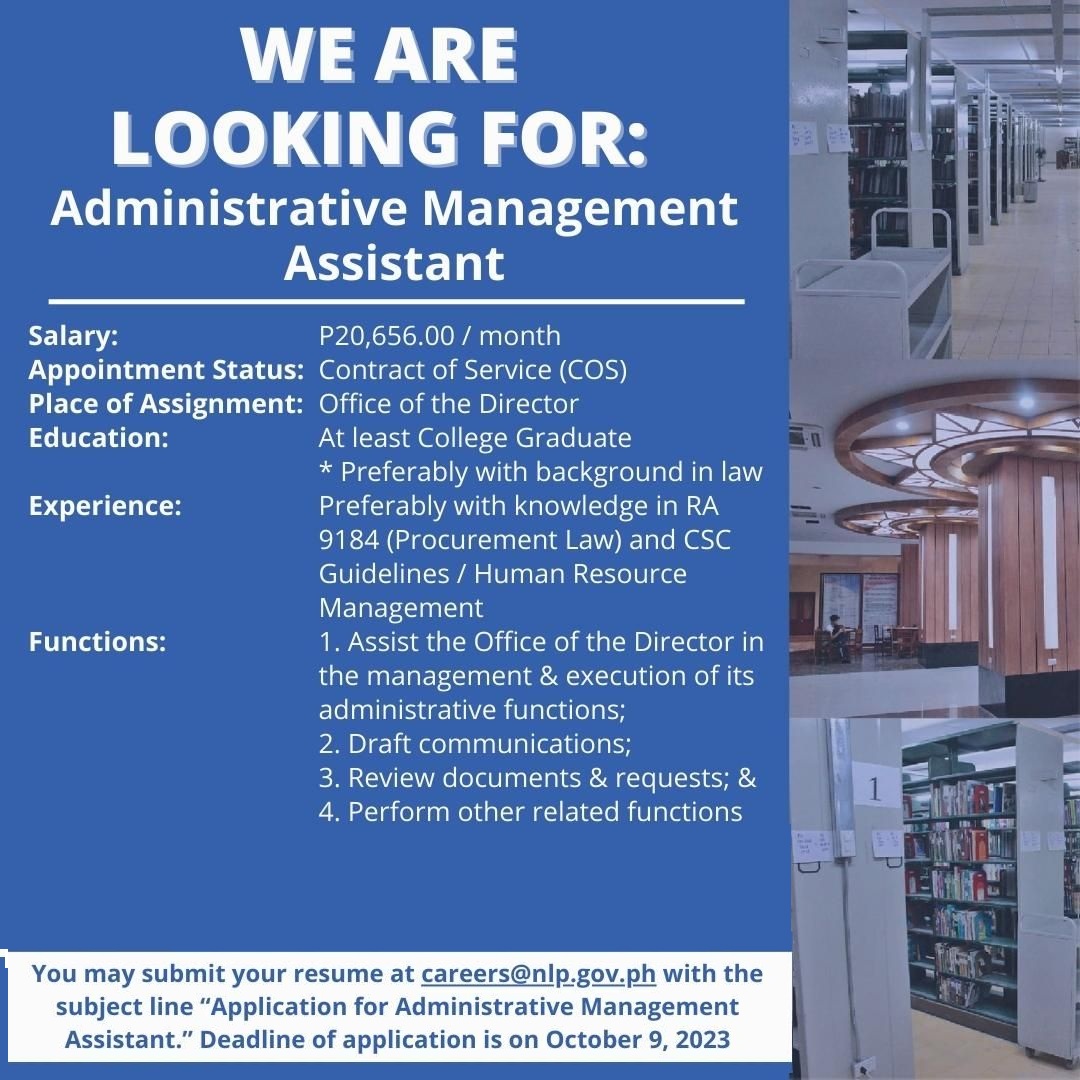 WE ARE
LOOKING FOR:
Administrative Management
Assistant
Salary: P20,656.00 / month
Appointment Status: Contract of Service (COS)
Place of Assignment: Office of the Director
Education: At least College Graduate
* Preferably with background in law
Experience: Preferably with knowledge in RA
9184 (Procurement Law) and CSC
Guidelines / Human Resource
Management
Functions: 1. Assist the Office of the Director in
the management & execution of its
administrative functions;
2. Draft communications;
3. Review documents & requests; &
4. Perform other related functions
1
You may submit your resume at careers@nlp.gov.ph with the
subject line “Application for Administrative Management
Assistant.” Deadline of application is on October 9, 2023